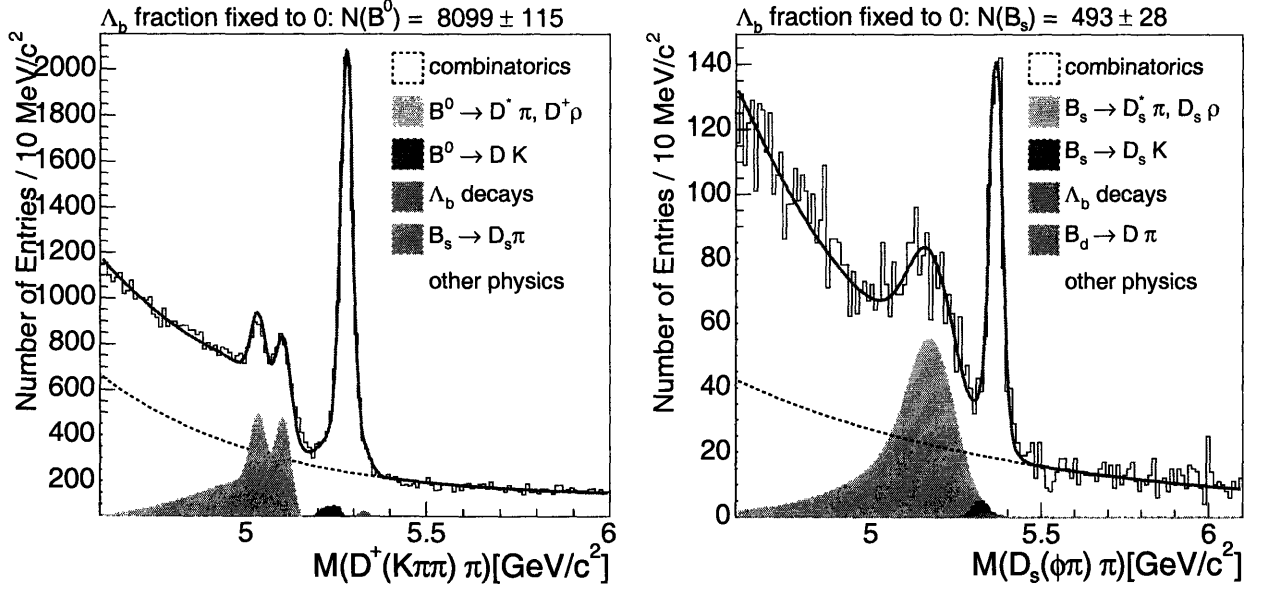 Λb fraction fixed to 0: N(B⁰) = 8099 ± 115
Number of Entries / 10 MeV/c²
2000
1800
1600
1400
1200
1000
800
600
400
200
combinatorics
B⁰ → D* π, D⁺ρ
B⁰ → D K
Λb decays
Bs → Dsπ
other physics
5
5.5
6
M(D⁺(Kππ) π)[GeV/c²]
Λb fraction fixed to 0: N(Bs) = 493 ± 28
Number of Entries / 10 MeV/c²
140
120
100
80
60
40
20
0
combinatorics
Bs → Ds* π, Ds ρ
Bs → Ds K
Λb decays
Bd → D π
other physics
5
5.5
6
M(Ds(ϕπ) π)[GeV/c²]